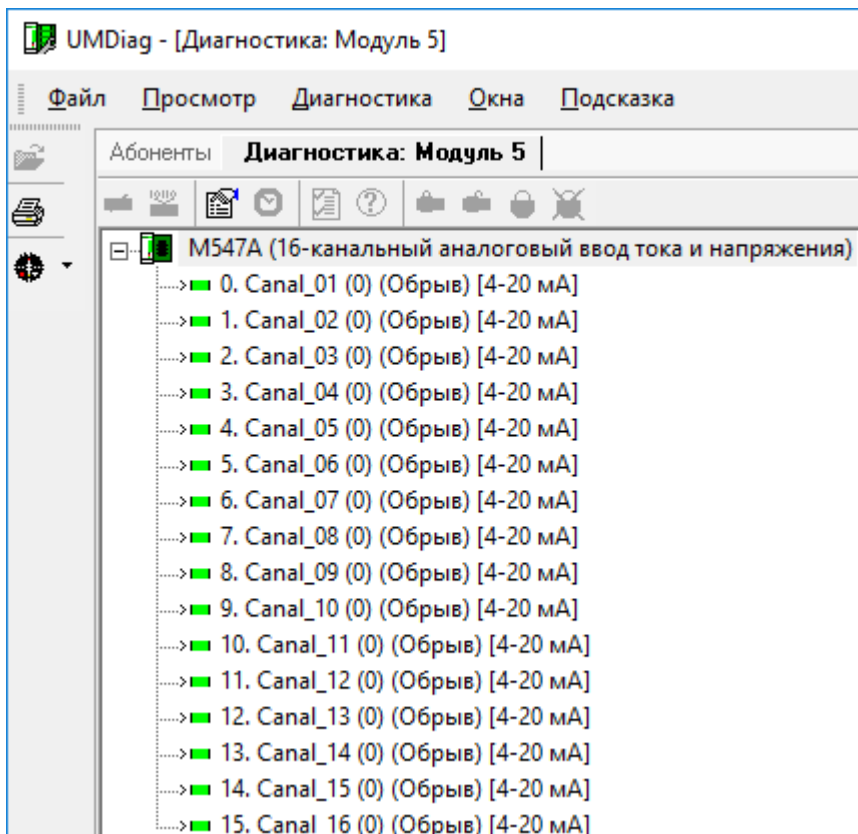 UMDiag - [Диагностика: Модуль 5]
Файл Просмотр Диагностика Окна Подсказка
Абоненты Диагностика: Модуль 5
M547A (16-канальный аналоговый ввод тока и напряжения)
0. Canal_01 (0) (Обрыв) [4-20 мА]
1. Canal_02 (0) (Обрыв) [4-20 мА]
2. Canal_03 (0) (Обрыв) [4-20 мА]
3. Canal_04 (0) (Обрыв) [4-20 мА]
4. Canal_05 (0) (Обрыв) [4-20 мА]
5. Canal_06 (0) (Обрыв) [4-20 мА]
6. Canal_07 (0) (Обрыв) [4-20 мА]
7. Canal_08 (0) (Обрыв) [4-20 мА]
8. Canal_09 (0) (Обрыв) [4-20 мА]
9. Canal_10 (0) (Обрыв) [4-20 мА]
10. Canal_11 (0) (Обрыв) [4-20 мА]
11. Canal_12 (0) (Обрыв) [4-20 мА]
12. Canal_13 (0) (Обрыв) [4-20 мА]
13. Canal_14 (0) (Обрыв) [4-20 мА]
14. Canal_15 (0) (Обрыв) [4-20 мА]
15. Canal_16 (0) (Обрыв) [4-20 мА]